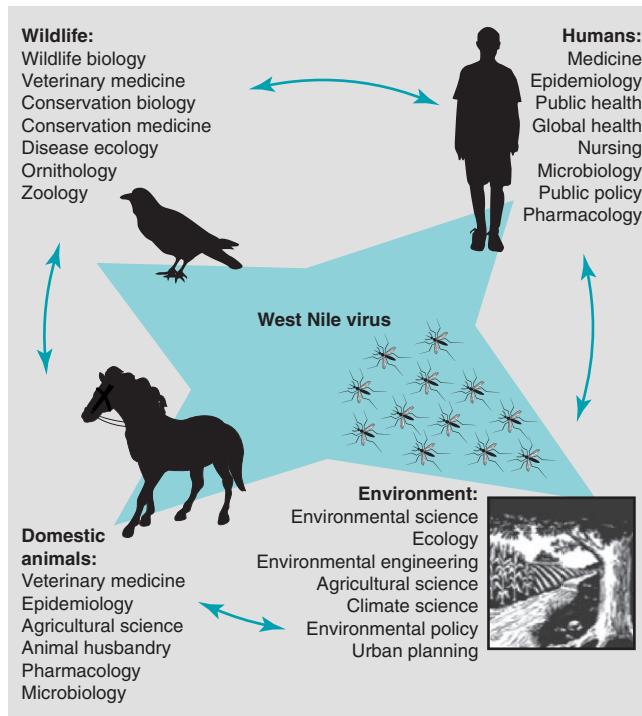 Wildlife:
Wildlife biology
Veterinary medicine
Conservation biology
Conservation medicine
Disease ecology
Ornithology
Zoology
Humans:
Medicine
Epidemiology
Public health
Global health
Nursing
Microbiology
Public policy
Pharmacology
West Nile virus
Domestic
animals:
Veterinary medicine
Epidemiology
Agricultural science
Animal husbandry
Pharmacology
Microbiology
Environment:
Environmental science
Ecology
Environmental engineering
Agricultural science
Climate science
Environmental policy
Urban planning